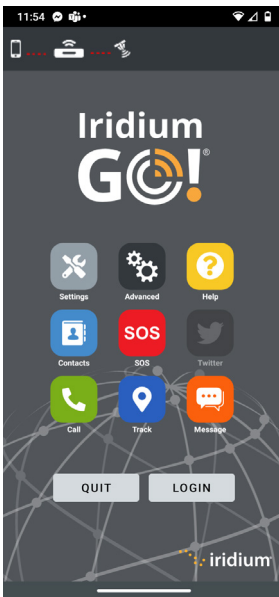 11:54
Iridium
GO!®
Settings Advanced Help
SOS
Contacts SOS Twitter
Call Track Message
QUIT LOGIN
iridium